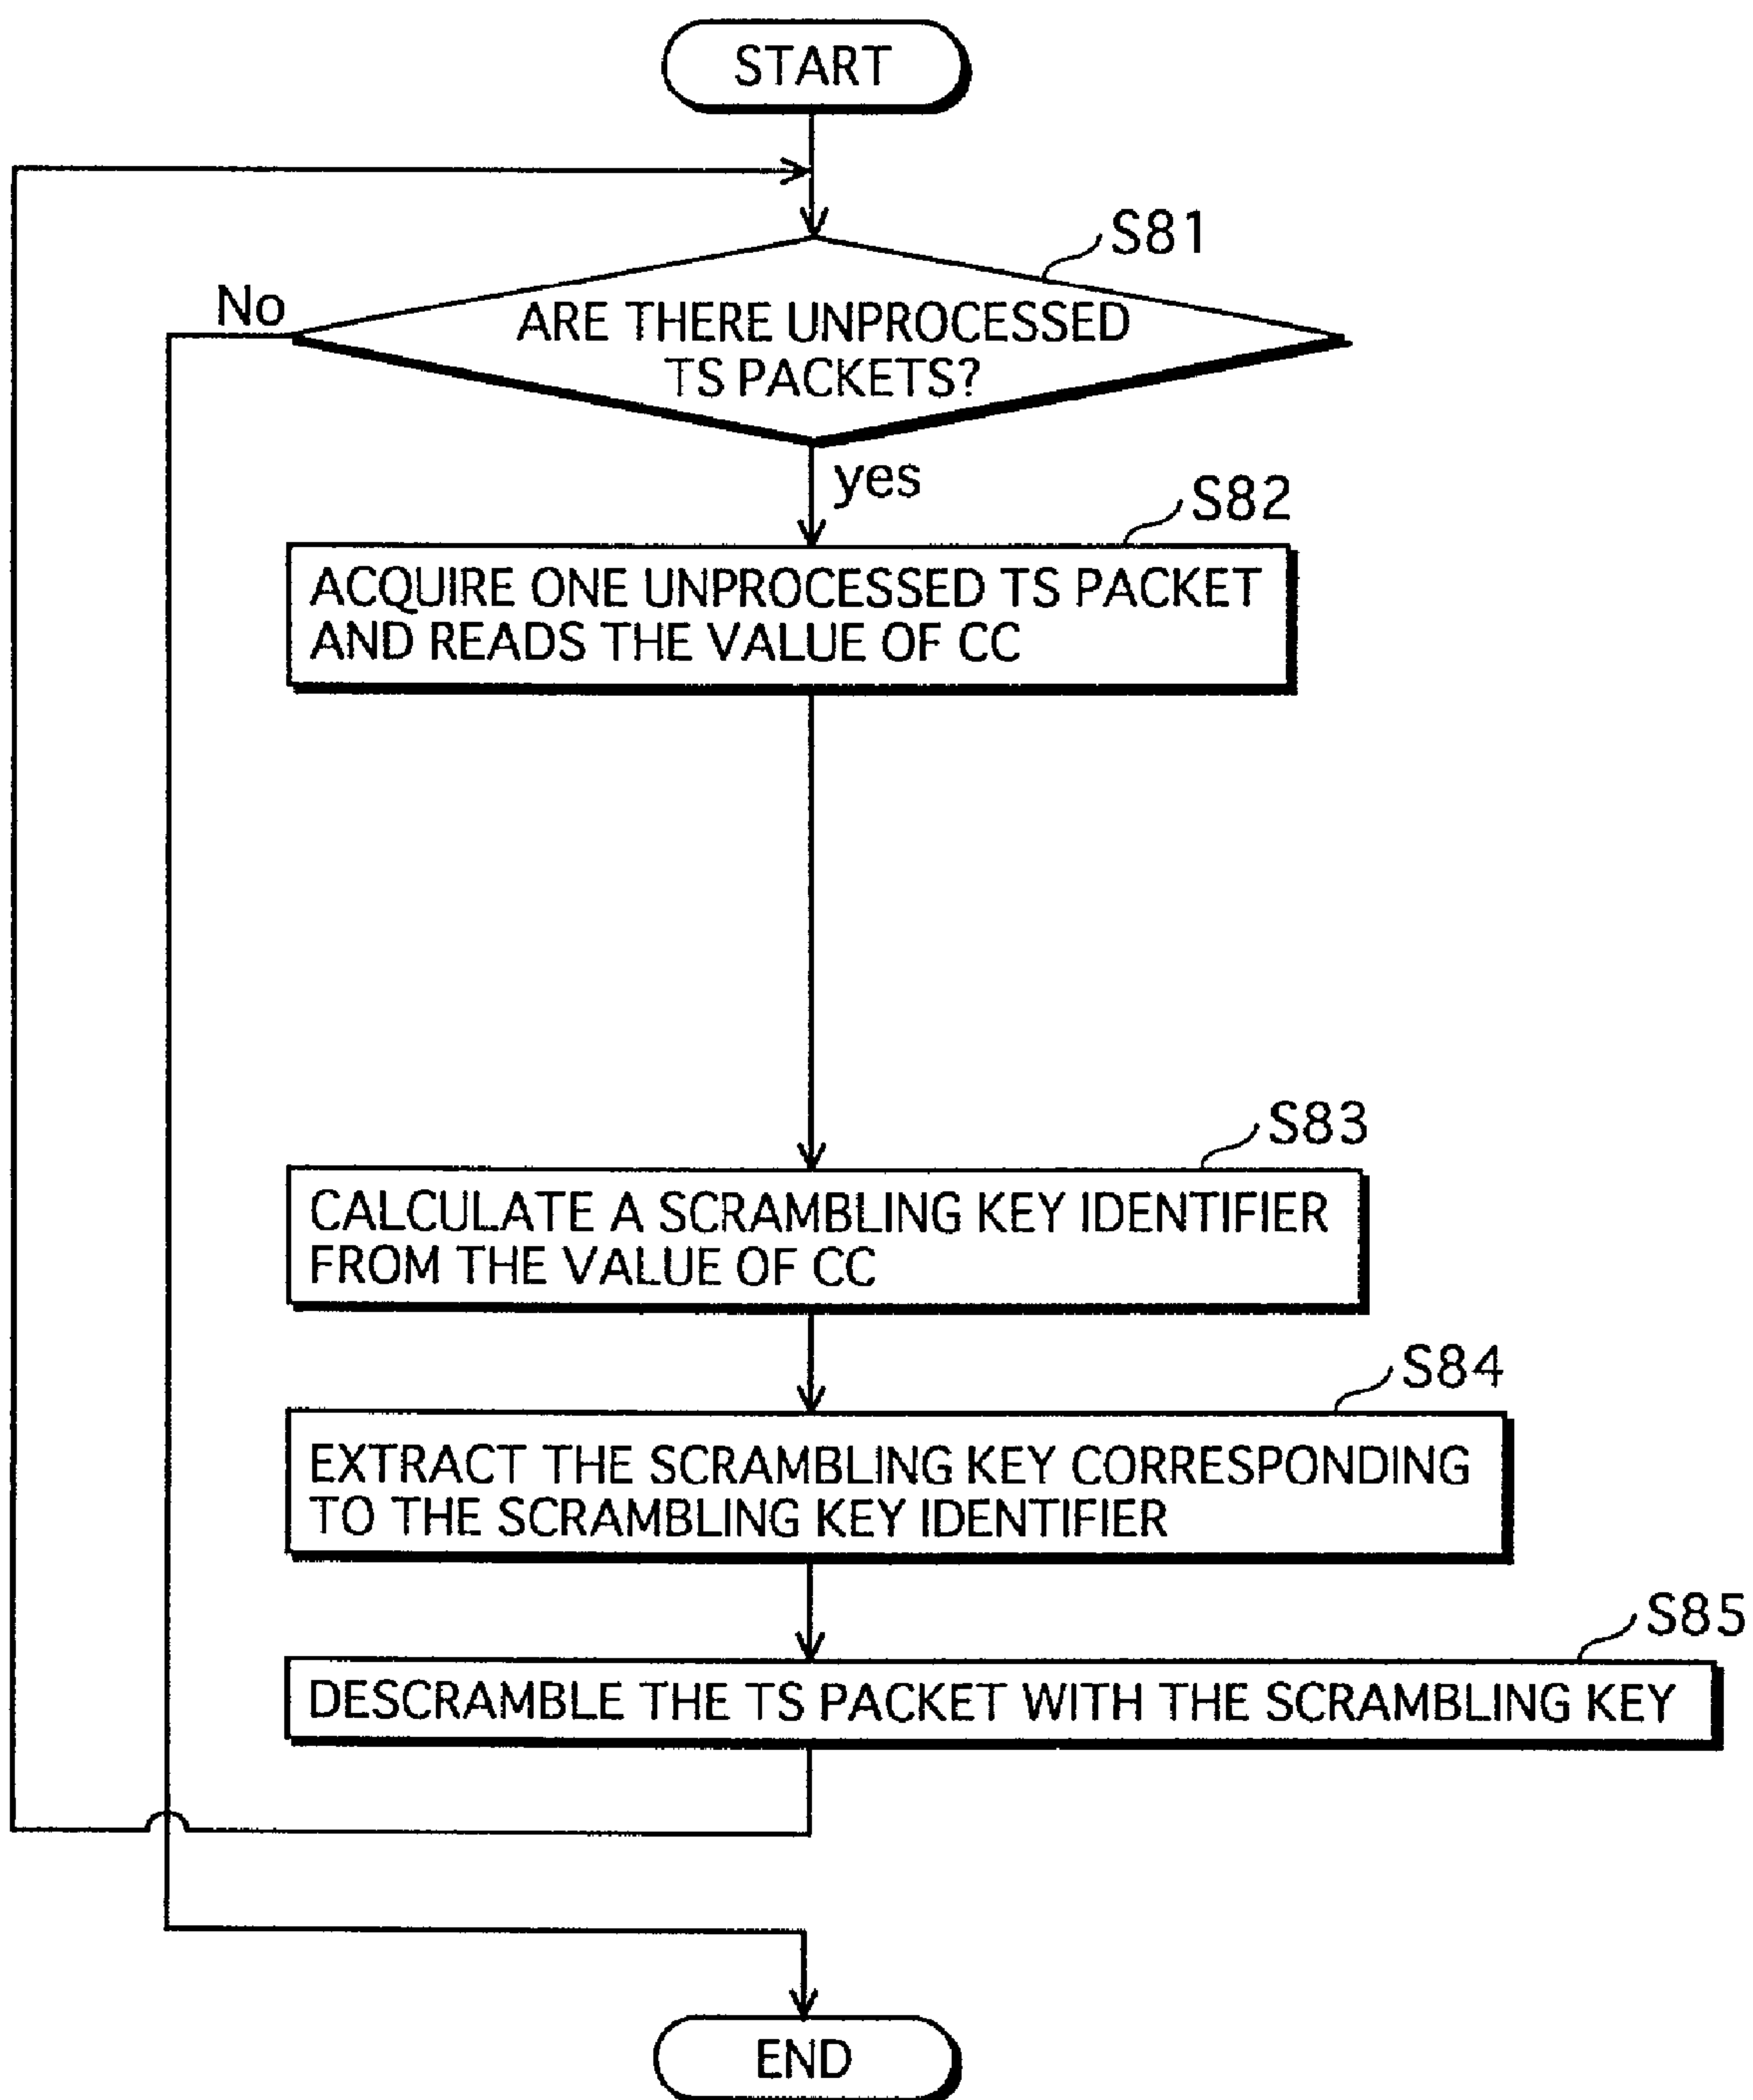 START
S81
No
ARE THERE UNPROCESSED
TS PACKETS?
yes
S82
ACQUIRE ONE UNPROCESSED TS PACKET
AND READS THE VALUE OF CC
S83
CALCULATE A SCRAMBLING KEY IDENTIFIER
FROM THE VALUE OF CC
S84
EXTRACT THE SCRAMBLING KEY CORRESPONDING
TO THE SCRAMBLING KEY IDENTIFIER
S85
DESCRAMBLE THE TS PACKET WITH THE SCRAMBLING KEY
END